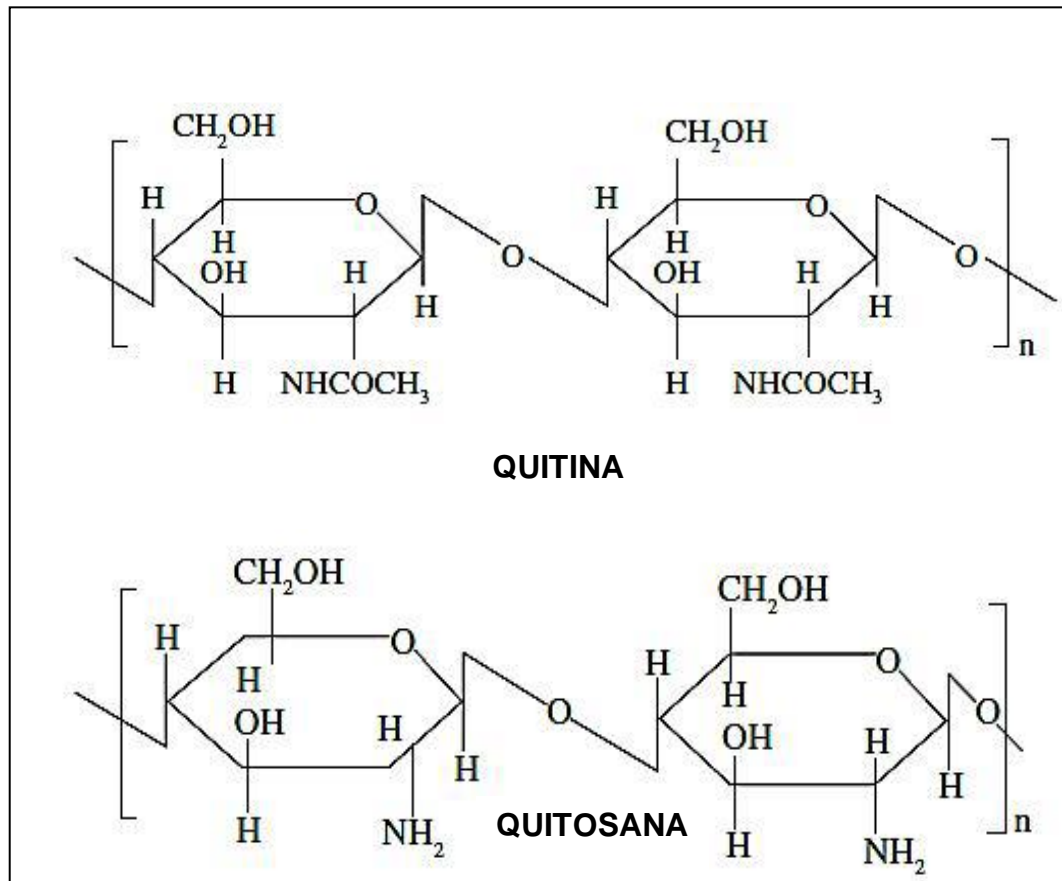 CH₂OH CH₂OH
H O H O
H H
OH H O OH H O
H H
H NHCOCH₃ H NHCOCH₃ n
QUITINA
CH₂OH CH₂OH
H O H O
H H
OH H O OH H O
H H
H NH₂ QUITOSANA H NH₂ n